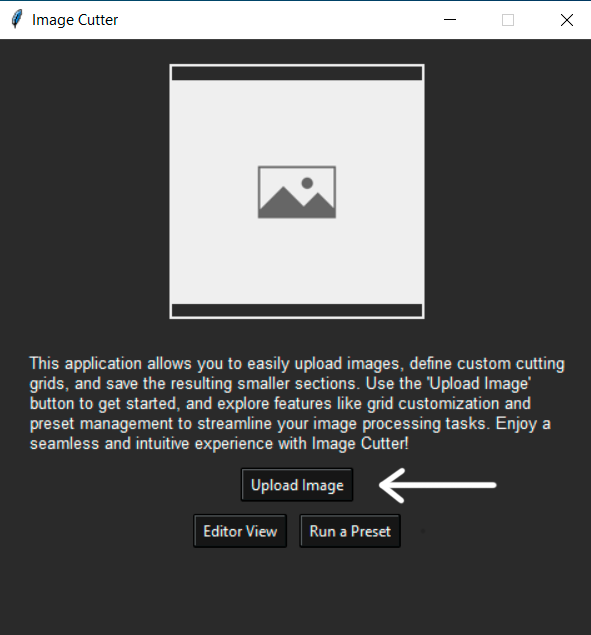 Image Cutter
This application allows you to easily upload images, define custom cutting
grids, and save the resulting smaller sections. Use the 'Upload Image'
button to get started, and explore features like grid customization and
preset management to streamline your image processing tasks. Enjoy a
seamless and intuitive experience with Image Cutter!
Upload Image
Editor View Run a Preset